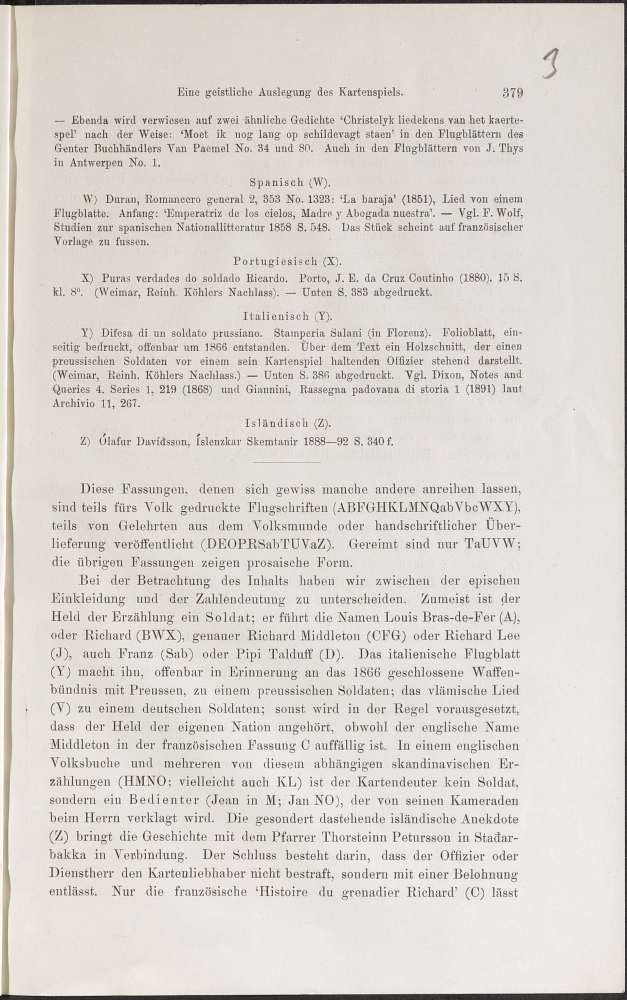 3
Eine geistliche Auslegung des Kartenspiels. 379
— Ebenda wird verwiesen auf zwei ähnliche Gedichte ‘Christelyk liedekens van het kaerte-
spel’ nach der Weise: ‘Moet ik nog lang op schildevagt staen’ in den Flugblättern des
Genter Buchhändlers Van Paemel No. 34 und 80. Auch in den Flugblättern von J. Thys
in Antwerpen No. 1.
Spanisch (W).
W) Duran, Romancero general 2, 353 No. 1323: ‘La baraja’ (1851), Lied von einem
Flugblatte. Anfang: ‘Emperatriz de los cielos, Madre y Abogada nuestra’. — Vgl. F. Wolf,
Studien zur spanischen Nationallitteratur 1858 S. 548. Das Stück scheint auf französischer
Vorlage zu fussen.
Portugiesisch (X).
X) Puras verdades do soldado Ricardo. Porto, J. E. da Cruz Coutinho (1880). 15 S.
kl. 8°. (Weimar, Reinh. Köhlers Nachlass). — Unten S. 383 abgedruckt.
Italienisch (Y).
Y) Difesa di un soldato prussiano. Stamperia Salani (in Florenz). Folioblatt, ein-
seitig bedruckt, offenbar um 1866 entstanden. Über dem Text ein Holzschnitt, der einen
preussischen Soldaten vor einem sein Kartenspiel haltenden Offizier stehend darstellt.
(Weimar, Reinh. Köhlers Nachlass.) — Unten S. 386 abgedruckt. Vgl. Dixon, Notes and
Queries 4. Series 1, 219 (1868) und Giannini, Rassegna padovana di storia 1 (1891) laut
Archivio 11, 267.
Isländisch (Z).
Z) Ólafur Davíđsson, Íslenzkar Skemtanir 1888—92 S. 340 f.
Diese Fassungen, denen sich gewiss manche andere anreihen lassen,
sind teils fürs Volk gedruckte Flugschriften (ABFGHKLMNQabVbcWXY),
teils von Gelehrten aus dem Volksmunde oder handschriftlicher Über-
lieferung veröffentlicht (DEOPRSabTUVaZ). Gereimt sind nur TaUVW;
die übrigen Fassungen zeigen prosaische Form.
Bei der Betrachtung des Inhalts haben wir zwischen der epischen
Einkleidung und der Zahlendeutung zu unterscheiden. Zumeist ist der
Held der Erzählung ein Soldat; er führt die Namen Louis Bras-de-Fer (A),
oder Richard (BWX), genauer Richard Middleton (CFG) oder Richard Lee
(J), auch Franz (Sab) oder Pipi Talduff (D). Das italienische Flugblatt
(Y) macht ihn, offenbar in Erinnerung an das 1866 geschlossene Waffen-
bündnis mit Preussen, zu einem preussischen Soldaten; das vlämische Lied
(V) zu einem deutschen Soldaten; sonst wird in der Regel vorausgesetzt,
dass der Held der eigenen Nation angehört, obwohl der englische Name
Middleton in der französischen Fassung C auffällig ist. In einem englischen
Volksbuche und mehreren von diesem abhängigen skandinavischen Er-
zählungen (HMNO; vielleicht auch KL) ist der Kartendeuter kein Soldat,
sondern ein Bedienter (Jean in M; Jan NO), der von seinen Kameraden
beim Herrn verklagt wird. Die gesondert dastehende isländische Anekdote
(Z) bringt die Geschichte mit dem Pfarrer Thorsteinn Petursson in Stađar-
bakka in Verbindung. Der Schluss besteht darin, dass der Offizier oder
Dienstherr den Kartenliebhaber nicht bestraft, sondern mit einer Belohnung
entlässt. Nur die französische ‘Histoire du grenadier Richard’ (C) lässt